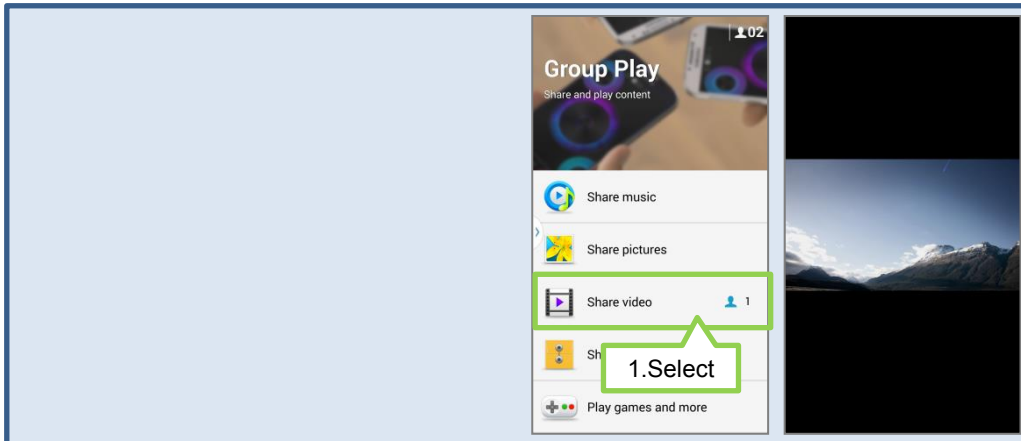 02
Group Play
Share and play content
Share music
Share pictures
Share video 1
Sh
1.Select
Play games and more